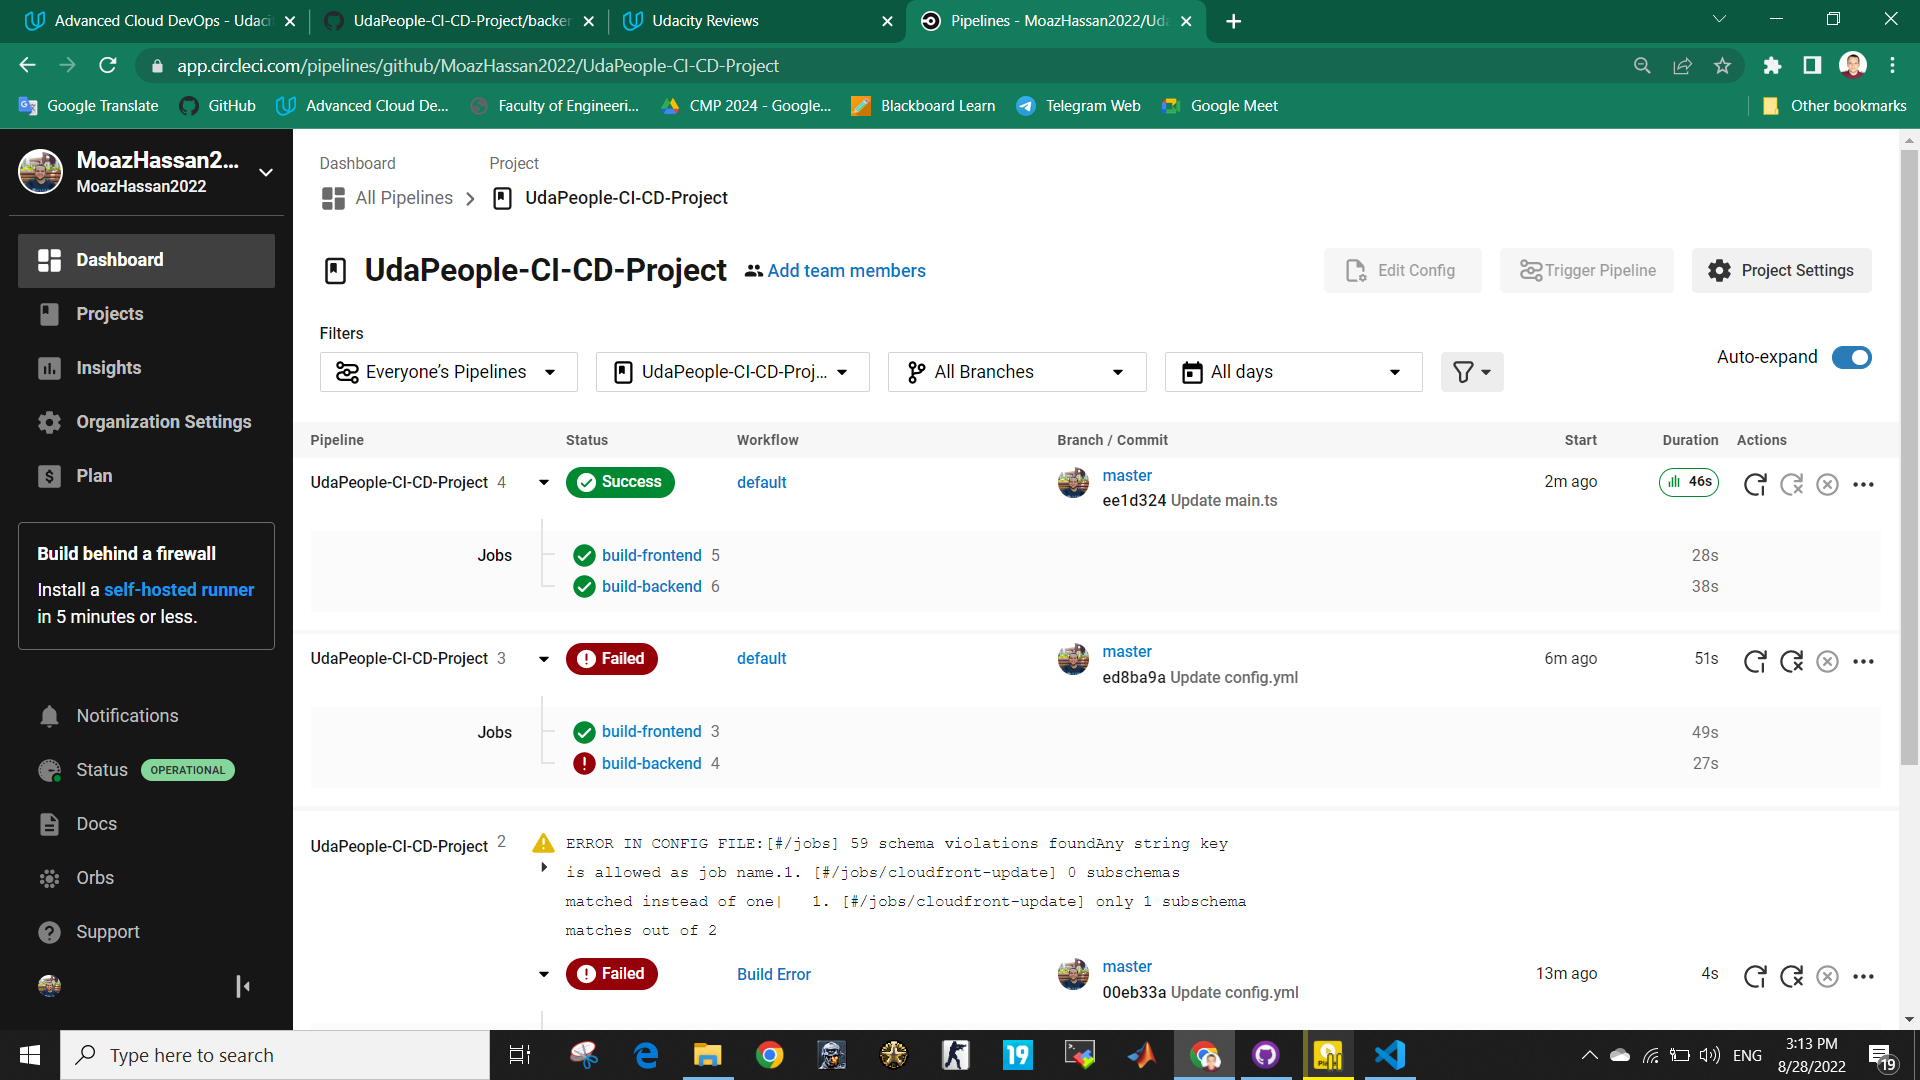 Advanced Cloud DevOps - Udaci
UdaPeople-CI-CD-Project/backen
Udacity Reviews
Pipelines - MoazHassan2022/Uda
app.circleci.com/pipelines/github/MoazHassan2022/UdaPeople-CI-CD-Project
Google Translate
GitHub
Advanced Cloud De...
Faculty of Engineeri...
CMP 2024 - Google...
Blackboard Learn
Telegram Web
Google Meet
Other bookmarks
MoazHassan2...
MoazHassan2022
Dashboard
Projects
Insights
Organization Settings
Plan
Build behind a firewall
Install a self-hosted runner
in 5 minutes or less.
Notifications
Status OPERATIONAL
Docs
Orbs
Support
Dashboard Project
All Pipelines UdaPeople-CI-CD-Project
UdaPeople-CI-CD-Project Add team members
Edit Config Trigger Pipeline Project Settings
Filters
Everyone's Pipelines UdaPeople-CI-CD-Proj... All Branches All days
Auto-expand
Pipeline Status Workflow Branch / Commit Start Duration Actions
UdaPeople-CI-CD-Project 4 Success default master 2m ago 46s
ee1d324 Update main.ts
Jobs build-frontend 5 28s
build-backend 6 38s
UdaPeople-CI-CD-Project 3 Failed default master 6m ago 51s
ed8ba9a Update config.yml
Jobs build-frontend 3 49s
build-backend 4 27s
UdaPeople-CI-CD-Project 2
ERROR IN CONFIG FILE:[#/jobs] 59 schema violations foundAny string key
is allowed as job name.1. [#/jobs/cloudfront-update] 0 subschemas
matched instead of one| 1. [#/jobs/cloudfront-update] only 1 subschema
matches out of 2
Failed Build Error master 13m ago 4s
00eb33a Update config.yml
Type here to search
19
ENG
3:13 PM
8/28/2022
19